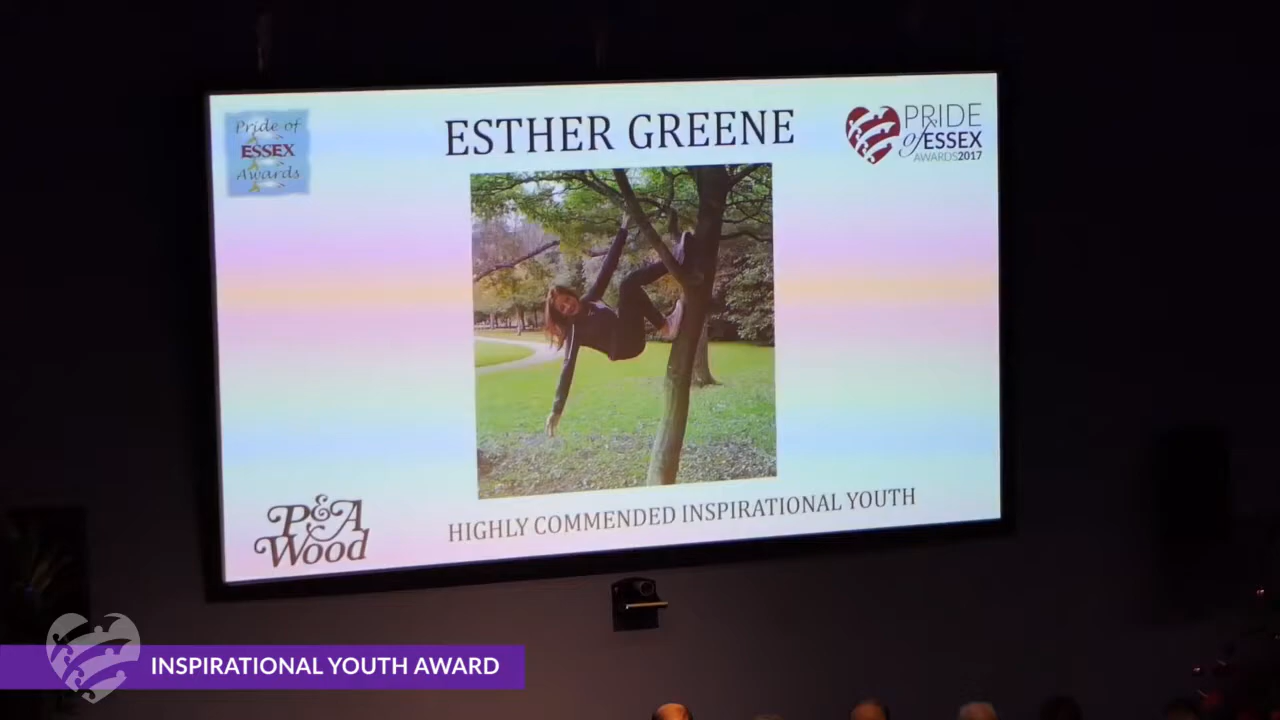 Pride of
ESSEX
Awards
ESTHER GREENE
PRIDE
of ESSEX
AWARDS2017
P&A
Wood
HIGHLY COMMENDED INSPIRATIONAL YOUTH
INSPIRATIONAL YOUTH AWARD